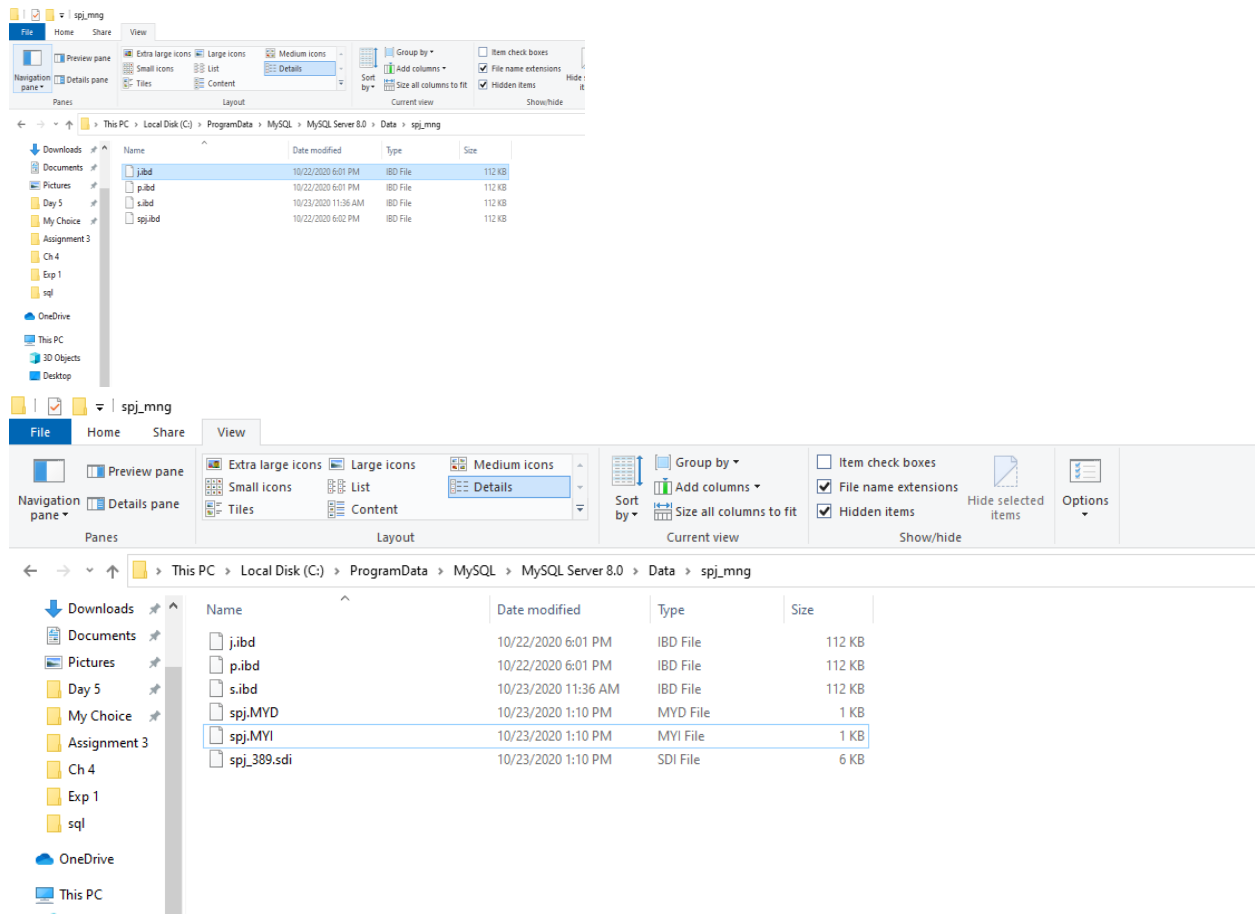 spj_mng
File Home Share View
Navigation pane
Preview pane
Details pane
Panes
Extra large icons Large icons Medium icons
Small icons List Details
Tiles Content
Layout
Sort by
Group by
Add columns
Size all columns to fit
Current view
Item check boxes
File name extensions
Hidden items
Hide
Show/hide
This PC > Local Disk (C:) > ProgramData > MySQL > MySQL Server 8.0 > Data > spj_mng
Downloads
Documents
Pictures
Day 5
My Choice
Assignment 3
Ch 4
Exp 1
sql
OneDrive
This PC
3D Objects
Desktop
Name Date modified Type Size
j.ibd 10/22/2020 6:01 PM IBD File 112 KB
p.ibd 10/22/2020 6:01 PM IBD File 112 KB
s.ibd 10/23/2020 11:36 AM IBD File 112 KB
spj.ibd 10/22/2020 6:02 PM IBD File 112 KB
spj_mng
File Home Share View
Navigation pane
Preview pane
Details pane
Panes
Extra large icons Large icons Medium icons
Small icons List Details
Tiles Content
Layout
Sort by
Group by
Add columns
Size all columns to fit
Current view
Item check boxes
File name extensions
Hidden items
Hide selected items
Show/hide
Options
This PC > Local Disk (C:) > ProgramData > MySQL > MySQL Server 8.0 > Data > spj_mng
Downloads
Documents
Pictures
Day 5
My Choice
Assignment 3
Ch 4
Exp 1
sql
OneDrive
This PC
Name Date modified Type Size
j.ibd 10/22/2020 6:01 PM IBD File 112 KB
p.ibd 10/22/2020 6:01 PM IBD File 112 KB
s.ibd 10/23/2020 11:36 AM IBD File 112 KB
spj.MYD 10/23/2020 1:10 PM MYD File 1 KB
spj.MYI 10/23/2020 1:10 PM MYI File 1 KB
spj_389.sdi 10/23/2020 1:10 PM SDI File 6 KB